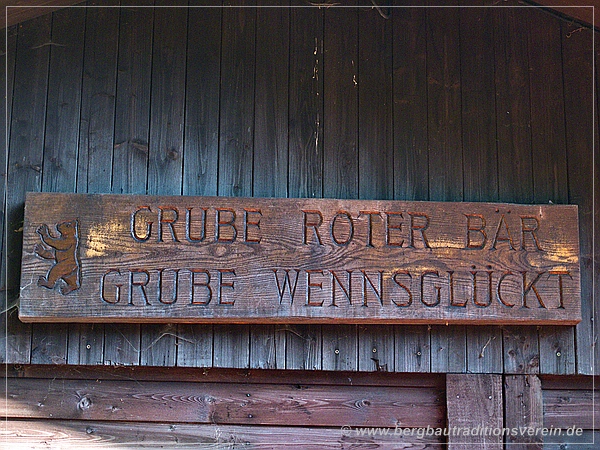 GRUBE ROTER BÄR
GRUBE WENNSGLÜCKT
©www.bergbautraditionsverein.de